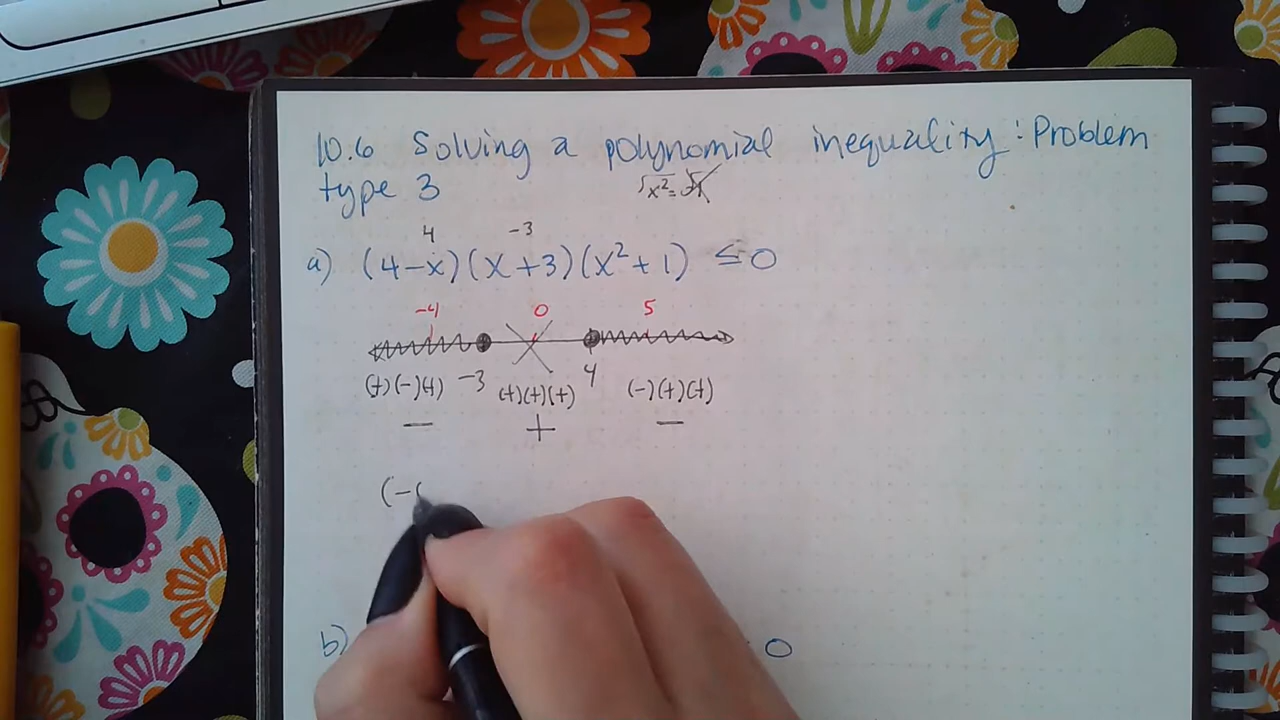 10.6 Solving a polynomial inequality : Problem
type 3
√x² = √-1
4 -3
a) (4-x)(x+3)(x²+1) ≤ 0
-4 0 5
-3 4
(+)(-)(+) (+)(+)(+) (-)(+)(+)
- + -
(-
b) 0